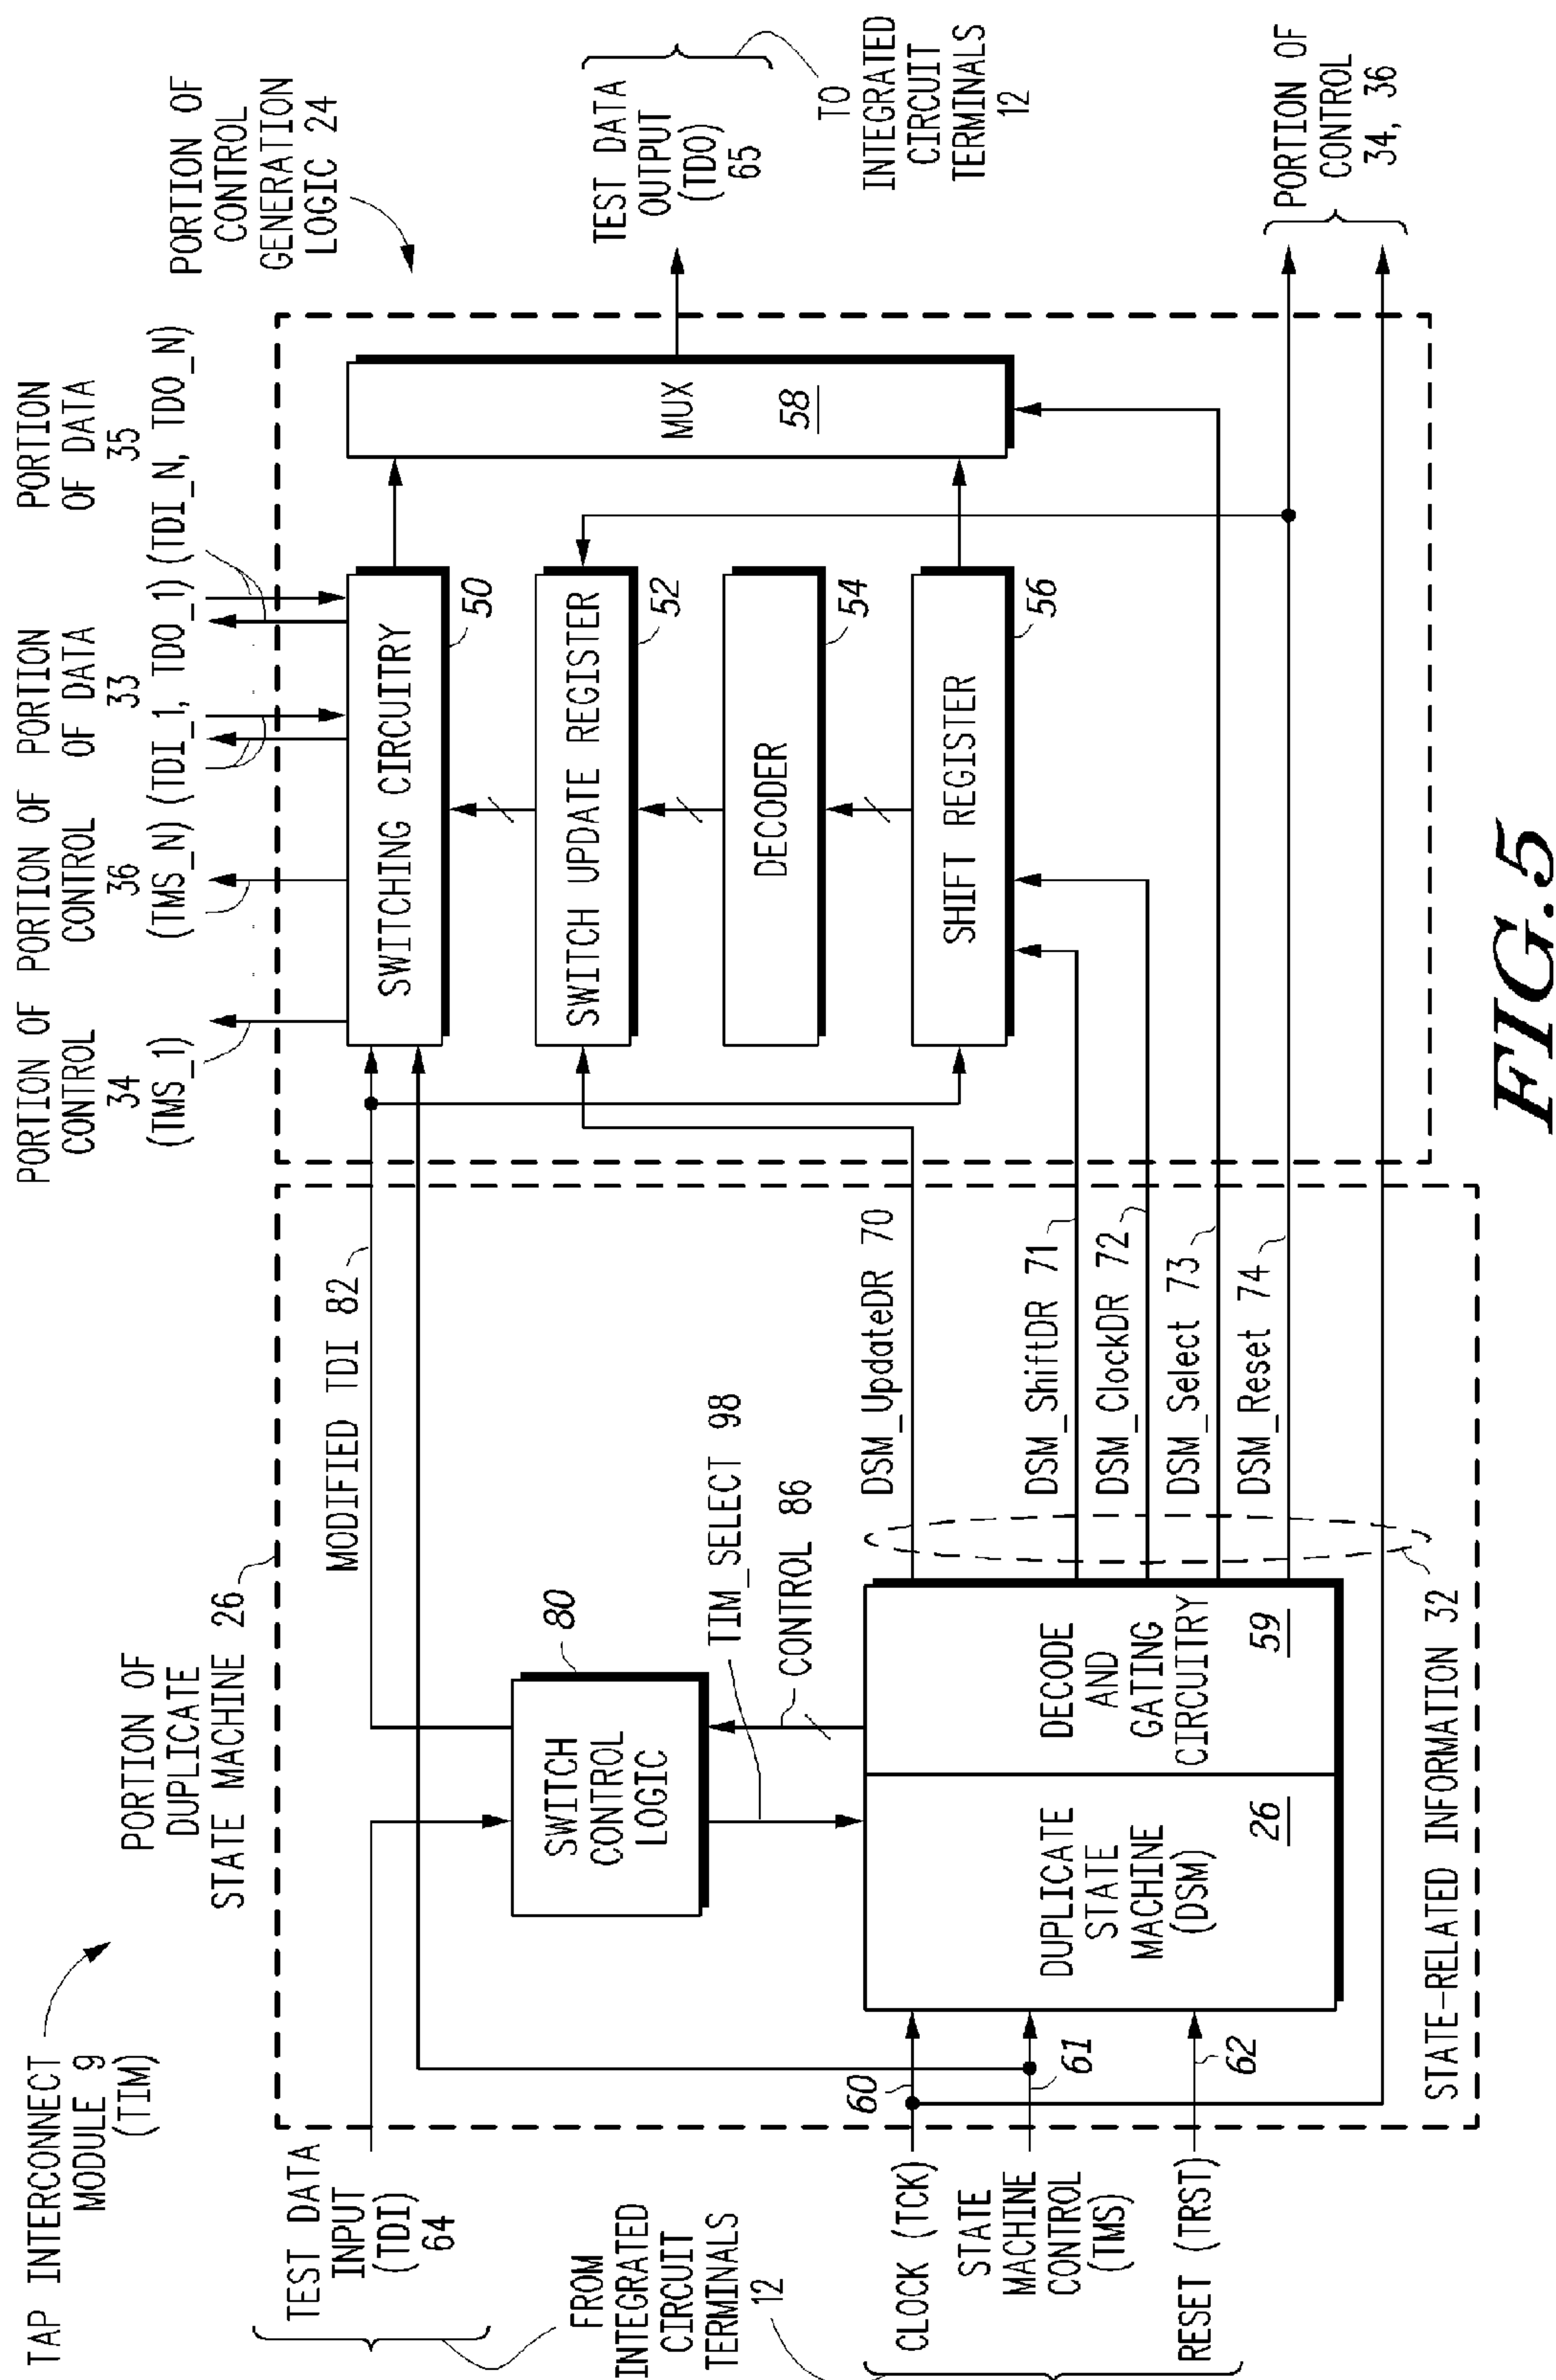 TAP INTERCONNECT
MODULE 9
(TIM)
PORTION OF
DUPLICATE
STATE MACHINE 26
PORTION OF
CONTROL
34
(TMS_1)
PORTION OF
CONTROL
36
(TMS_N)
PORTION
OF DATA
33
(TDI_1, TDO_1)
PORTION
OF DATA
35
(TDI_N, TDO_N)
PORTION OF
CONTROL
GENERATION
LOGIC 24
TEST DATA
INPUT
(TDI)
64
FROM
INTEGRATED
CIRCUIT
TERMINALS
12
CLOCK (TCK)
STATE
MACHINE
CONTROL
(TMS)
RESET (TRST)
60
61
62
MODIFIED TDI 82
SWITCH
CONTROL
LOGIC
80
TIM_SELECT 98
CONTROL 86
DUPLICATE
STATE
MACHINE
(DSM)
26
DECODE
AND
GATING
CIRCUITRY
59
DSM_UpdateDR 70
DSM_ShiftDR 71
DSM_ClockDR 72
DSM_Select 73
DSM_Reset 74
STATE-RELATED INFORMATION 32
SWITCHING CIRCUITRY
50
SWITCH UPDATE REGISTER
52
DECODER
54
SHIFT REGISTER
56
MUX
58
TEST DATA
OUTPUT
(TDO)
65
TO
INTEGRATED
CIRCUIT
TERMINALS
12
PORTION OF
CONTROL
34, 36
FIG.5